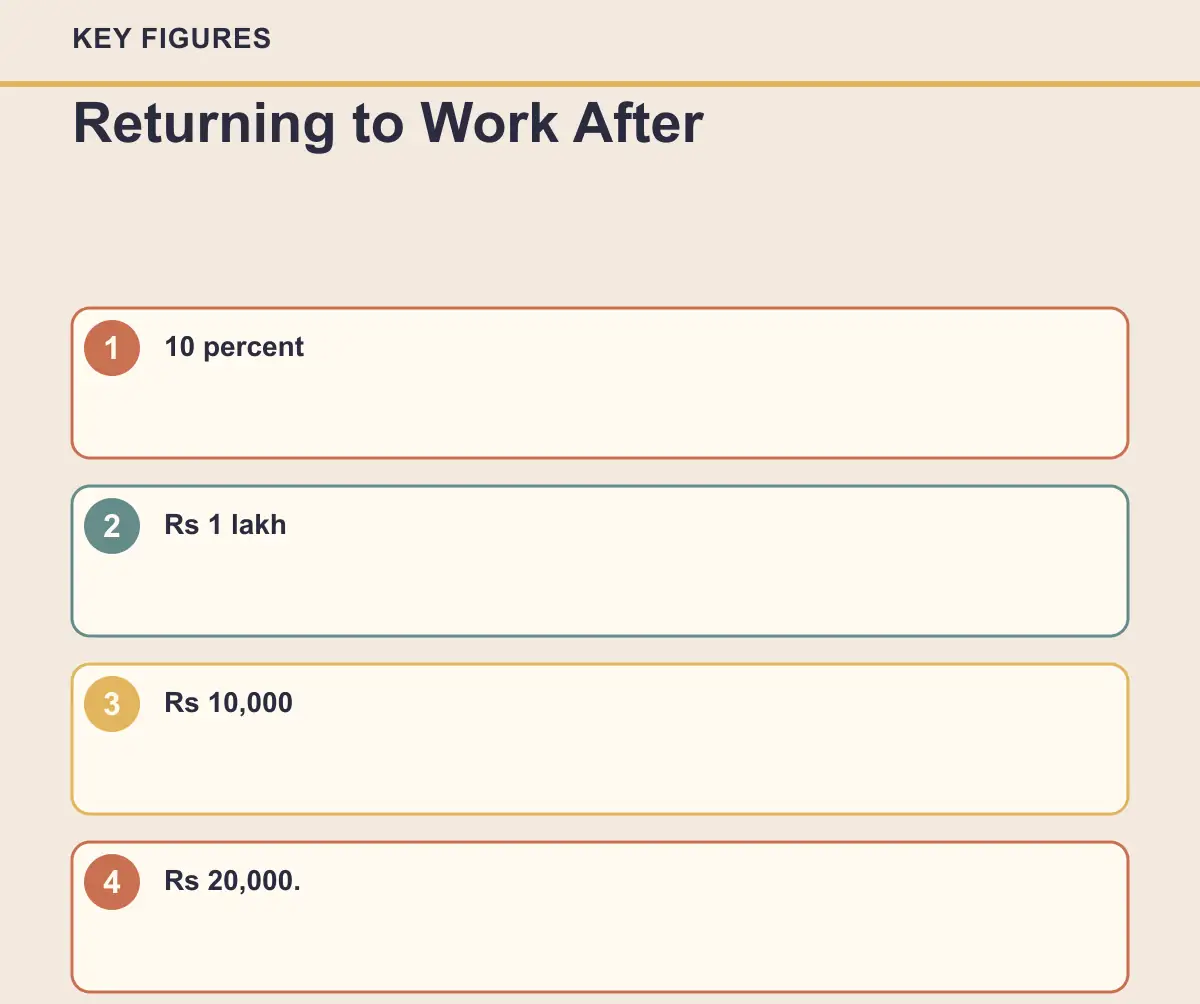 KEY FIGURES
Returning to Work After
1 10 percent
2 Rs 1 lakh
3 Rs 10,000
4 Rs 20,000.